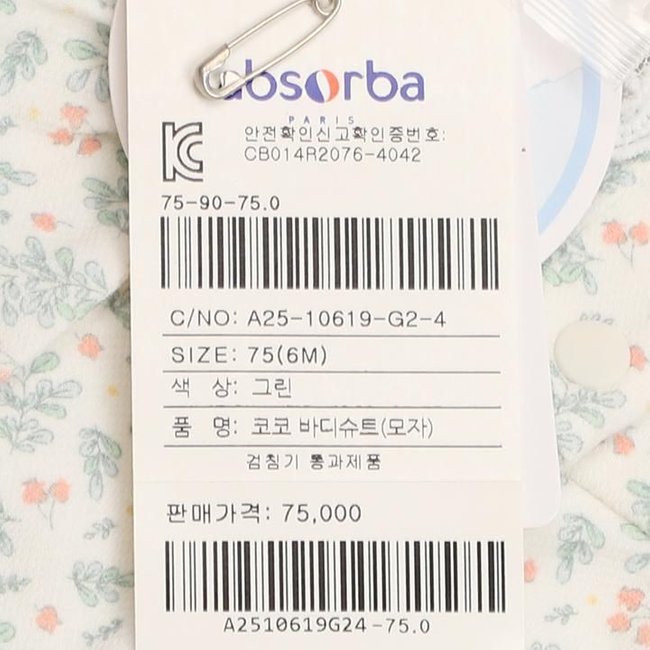 absorba
PARIS
안전확인신고확인증번호:
CB014R2076-4042
75-90-75.0
C/NO: A25-10619-G2-4
SIZE: 75(6M)
색 상: 그린
품 명: 코코 바디슈트(모자)
검침기 통과제품
판매가격: 75,000
A2510619G24-75.0